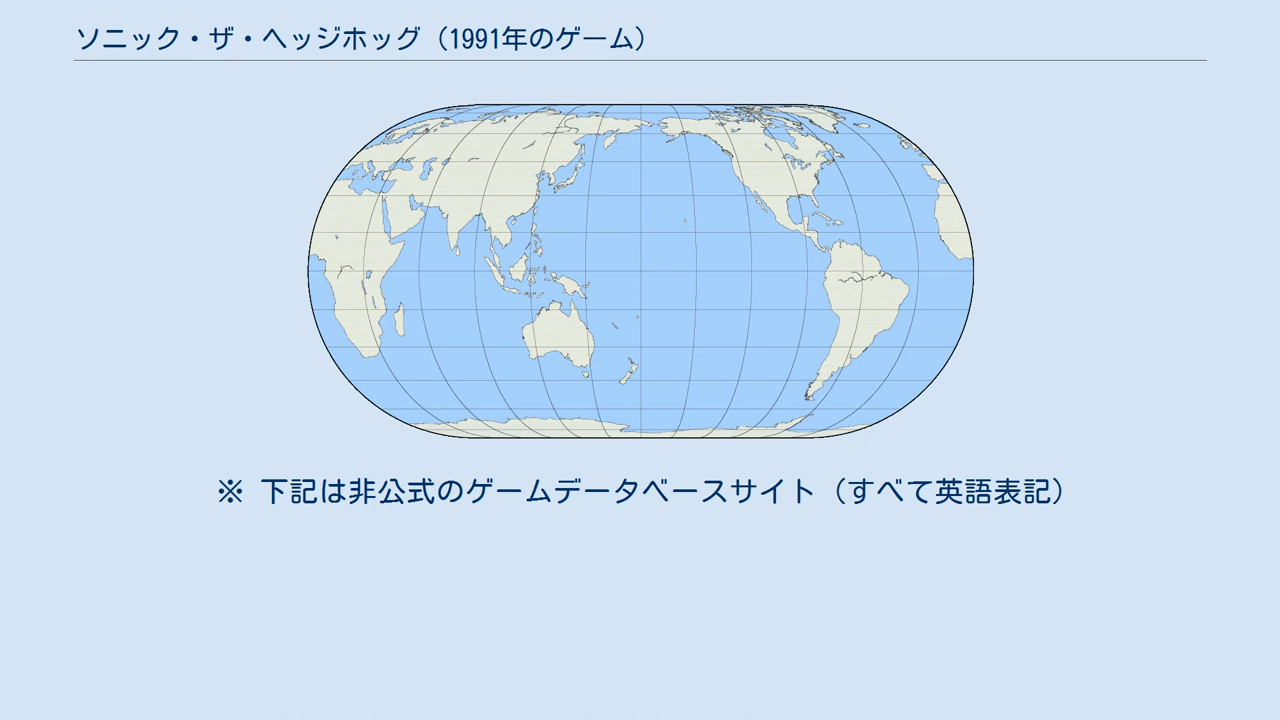 ソニック・ザ・ヘッジホッグ（1991年のゲーム）
※ 下記は非公式のゲームデータベースサイト（すべて英語表記）